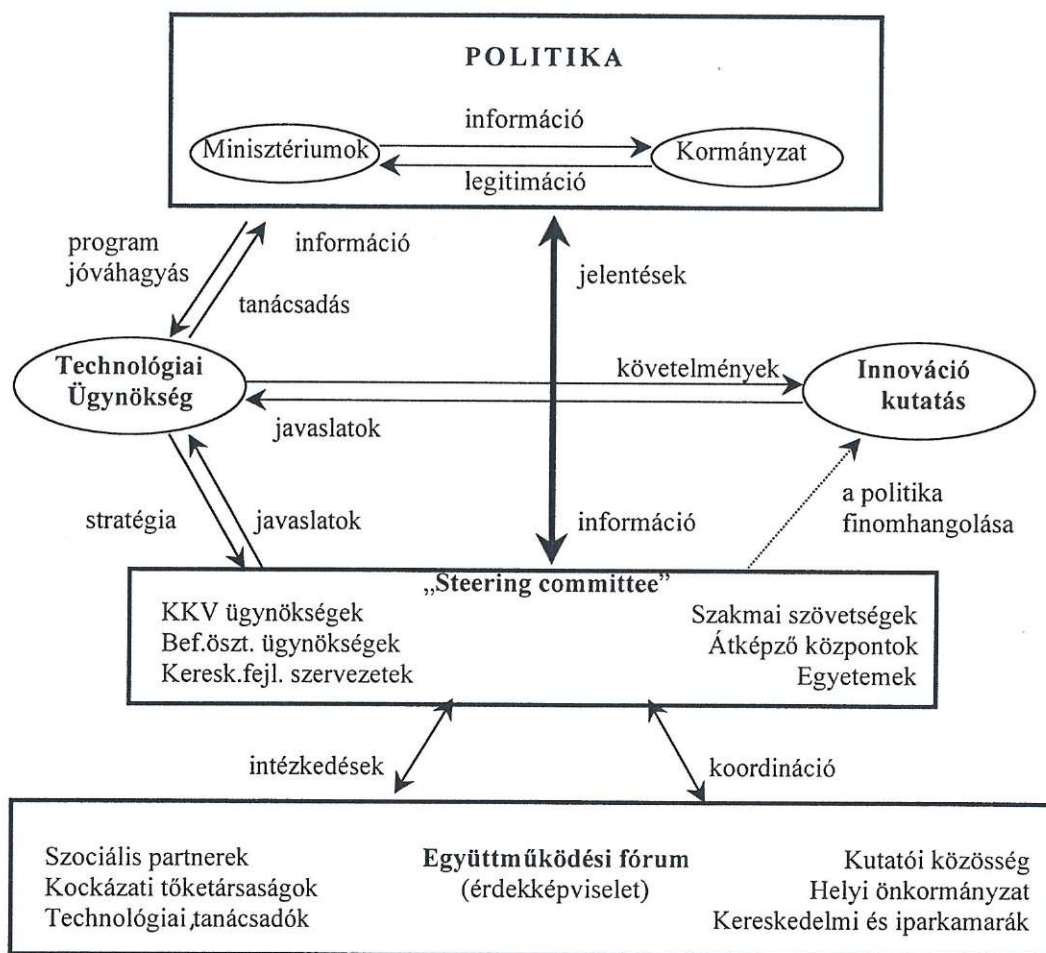 POLITIKA
információ
Minisztériumok
Kormányzat
legitimáció
program
jóváhagyás
információ
tanácsadás
jelentések
Technológiai
Ügynökség
követelmények
javaslatok
Innováció
kutatás
stratégia
javaslatok
információ
a politika
finomhangolása
„Steering committee”
KKV ügynökségek
Bef.öszt. ügynökségek
Keresk.fejl. szervezetek
Szakmai szövetségek
Átképző központok
Egyetemek
intézkedések
koordináció
Szociális partnerek
Kockázati tőketársaságok
Technológiai,tanácsadók
Együttműködési fórum
(érdekképviselet)
Kutatói közösség
Helyi önkormányzat
Kereskedelmi és iparkamarák